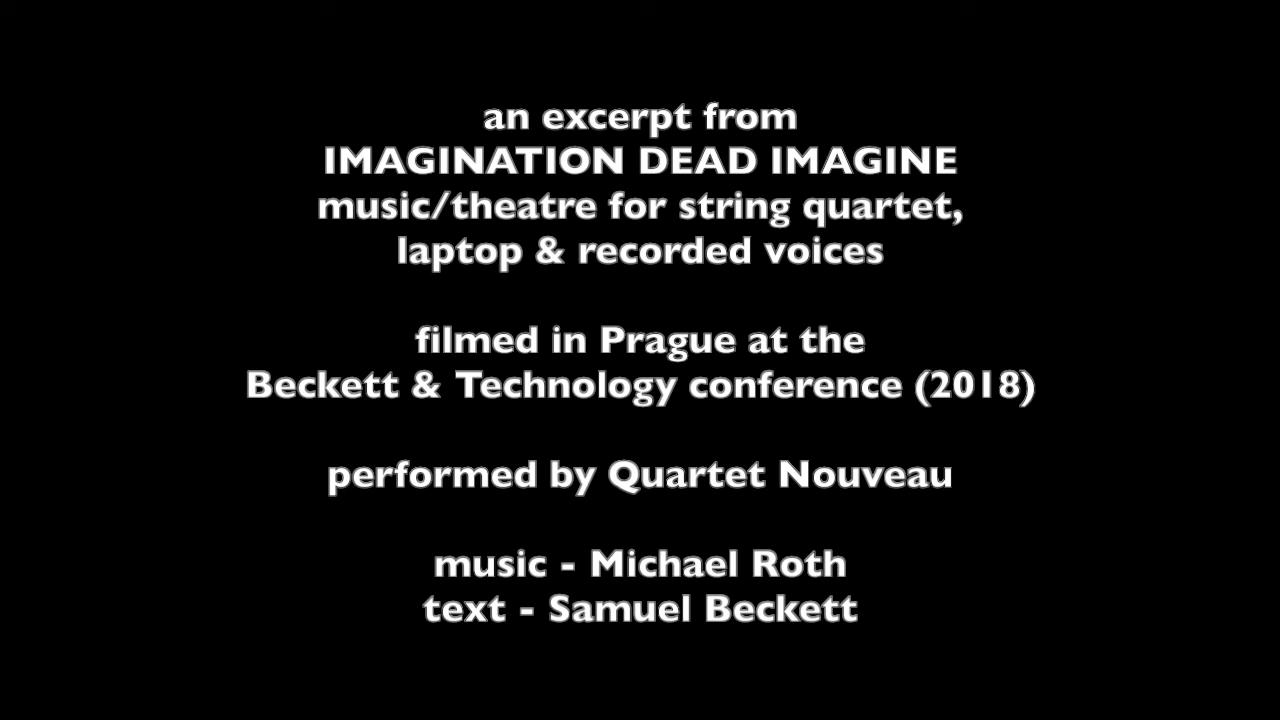 an excerpt from
IMAGINATION DEAD IMAGINE
music/theatre for string quartet,
laptop & recorded voices
filmed in Prague at the
Beckett & Technology conference (2018)
performed by Quartet Nouveau
music - Michael Roth
text - Samuel Beckett